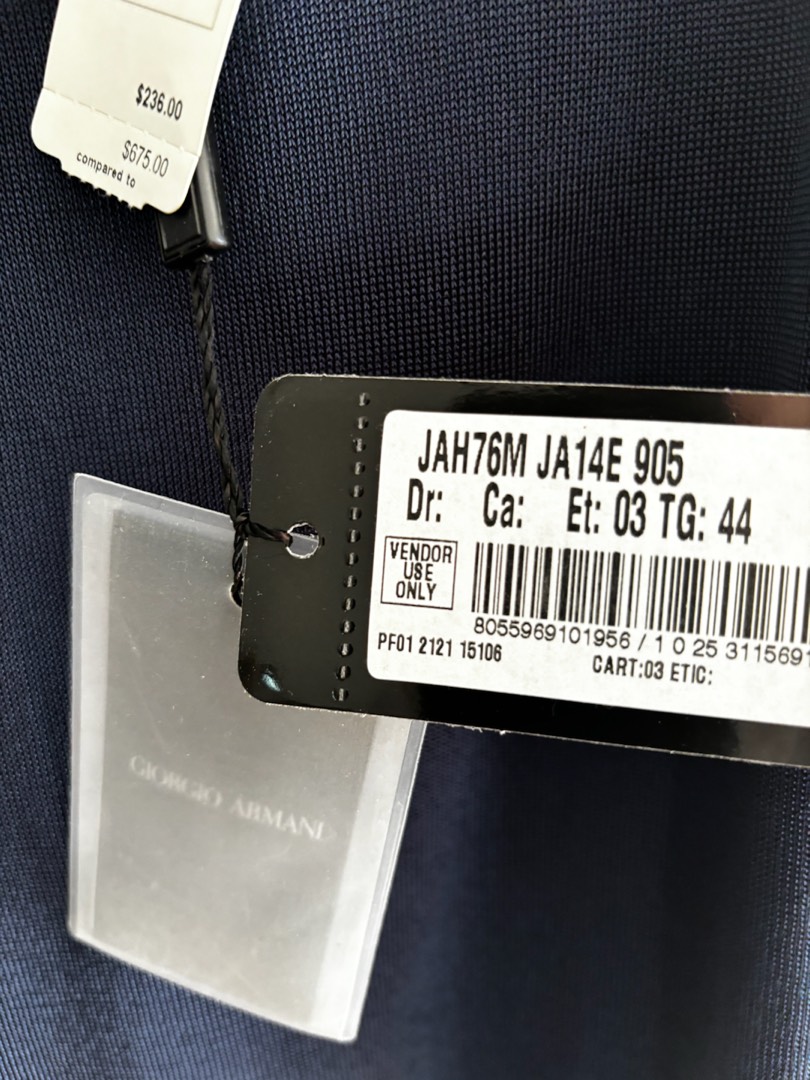 $236.00
$675.00
compared to
JAH76M JA14E 905
Dr: Ca: Et: 03 TG: 44
VENDOR
USE
ONLY
8055969101956 / 1 0 25 3115691
PF01 2121 15106
CART:03 ETIC:
GIORGIO ARMANI